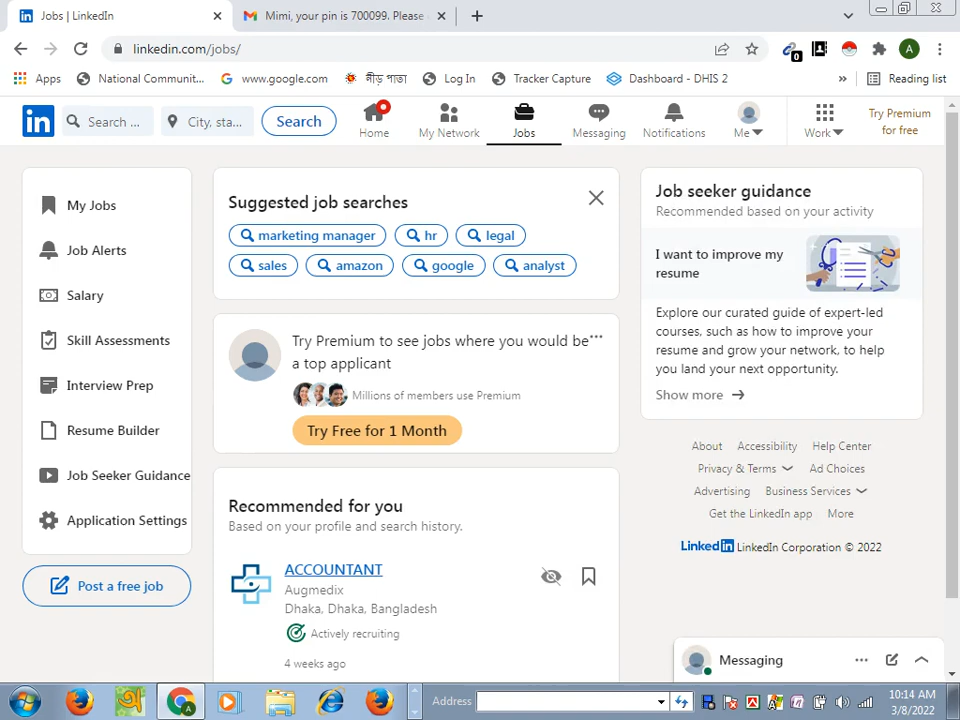 Jobs | LinkedIn
Mimi, your pin is 700099. Please
linkedin.com/jobs/
0
A
Apps
National Communit...
www.google.com
নীড় পাতা
Log In
Tracker Capture
Dashboard - DHIS 2
»
Reading list
in
Search ...
City, sta...
Search
Home
My Network
Jobs
Messaging
Notifications
Me
Work
Try Premium
for free
My Jobs
Job Alerts
Salary
Skill Assessments
Interview Prep
Resume Builder
Job Seeker Guidance
Application Settings
Post a free job
Suggested job searches
marketing manager
hr
legal
sales
amazon
google
analyst
Try Premium to see jobs where you would be
a top applicant
Millions of members use Premium
Try Free for 1 Month
Recommended for you
Based on your profile and search history.
ACCOUNTANT
Augmedix
Dhaka, Dhaka, Bangladesh
Actively recruiting
4 weeks ago
Job seeker guidance
Recommended based on your activity
I want to improve my
resume
Explore our curated guide of expert-led
courses, such as how to improve your
resume and grow your network, to help
you land your next opportunity.
Show more
About Accessibility Help Center
Privacy & Terms Ad Choices
Advertising Business Services
Get the LinkedIn app More
LinkedIn LinkedIn Corporation © 2022
Messaging
Address
10:14 AM
3/8/2022